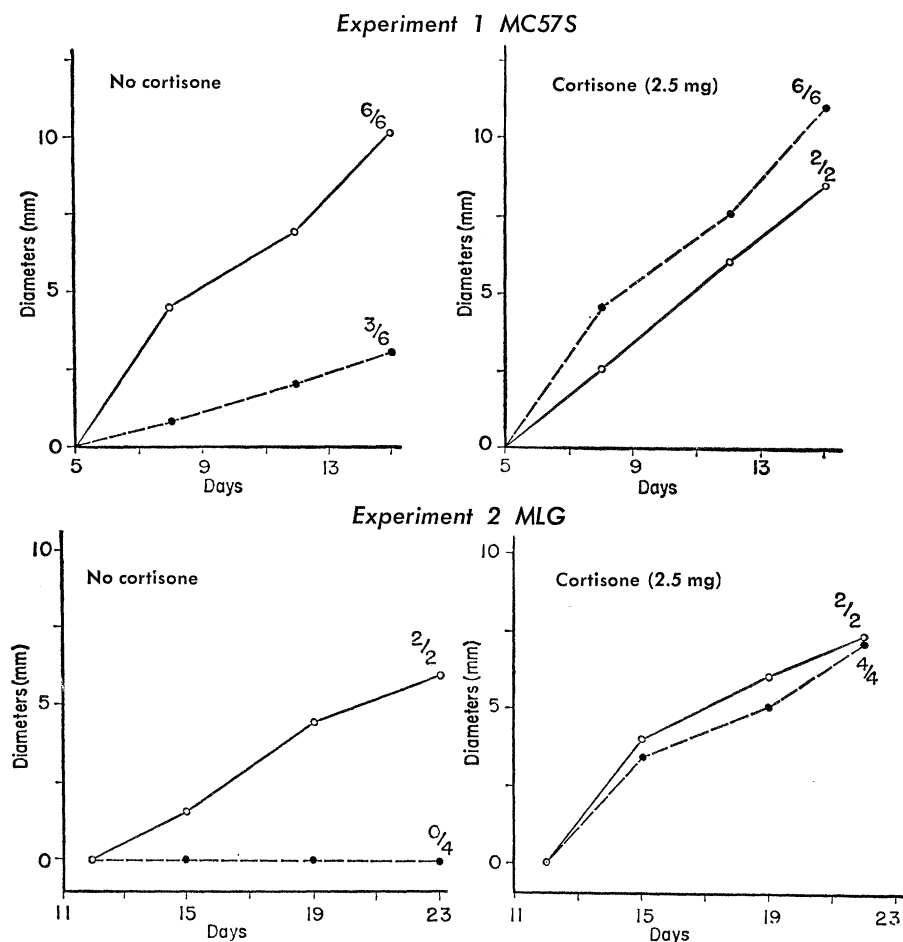 Experiment 1 MC57S
No cortisone
6/6
3/6
10
5
0
Diameters (mm)
5 9 13
Days
Cortisone (2.5 mg)
6/6
2/2
10
5
0
Diameters (mm)
5 9 13
Days
Experiment 2 MLG
No cortisone
2/2
0/4
10
5
0
Diameters (mm)
11 15 19 23
Days
Cortisone (2.5 mg)
2/2
4/4
10
5
0
Diameters (mm)
11 15 19 23
Days